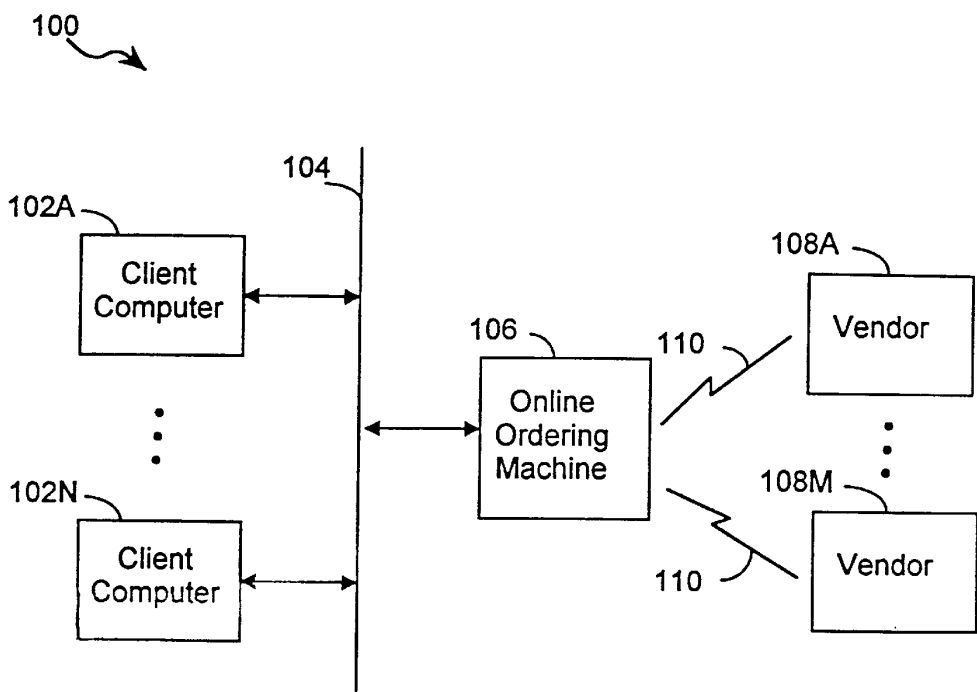 100
104
102A
Client
Computer
108A
Vendor
106
110
Online
Ordering
Machine
102N
Client
Computer
108M
Vendor
110